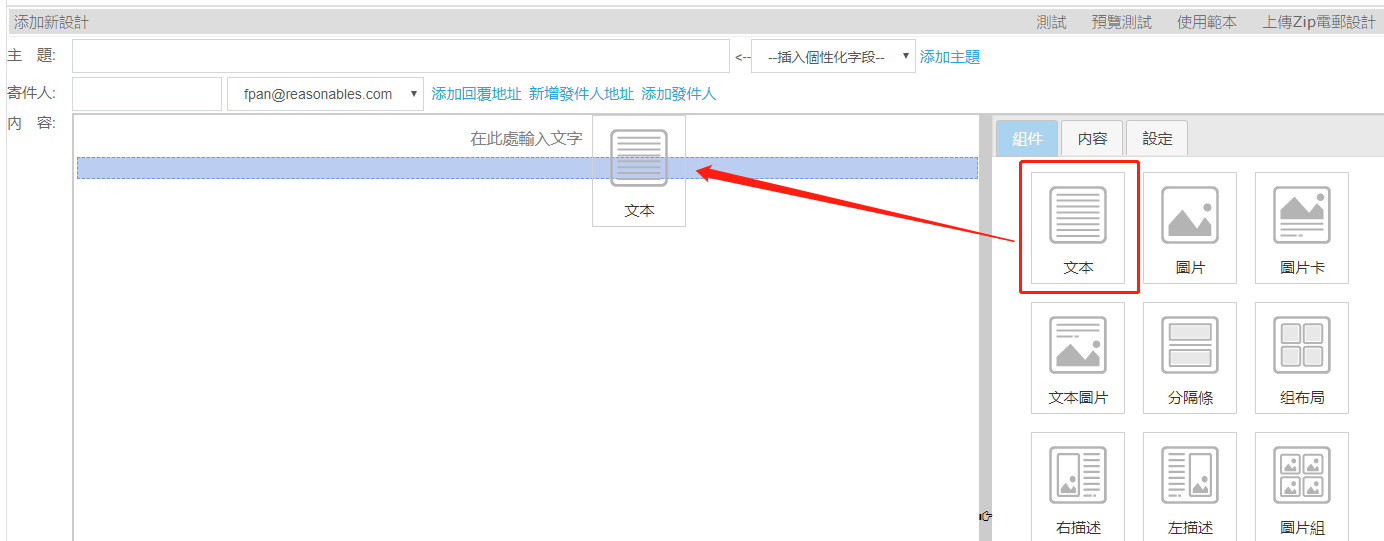 添加新設計 測試 預覽測試 使用範本 上傳Zip電郵設計
主 題: <-- --插入個性化字段-- 添加主題
寄件人: fpan@reasonables.com 添加回覆地址 新增發件人地址 添加發件人
內 容: 組件 內容 設定
在此處輸入文字
文本
文本 圖片 圖片卡
文本圖片 分隔條 组布局
右描述 左描述 圖片組